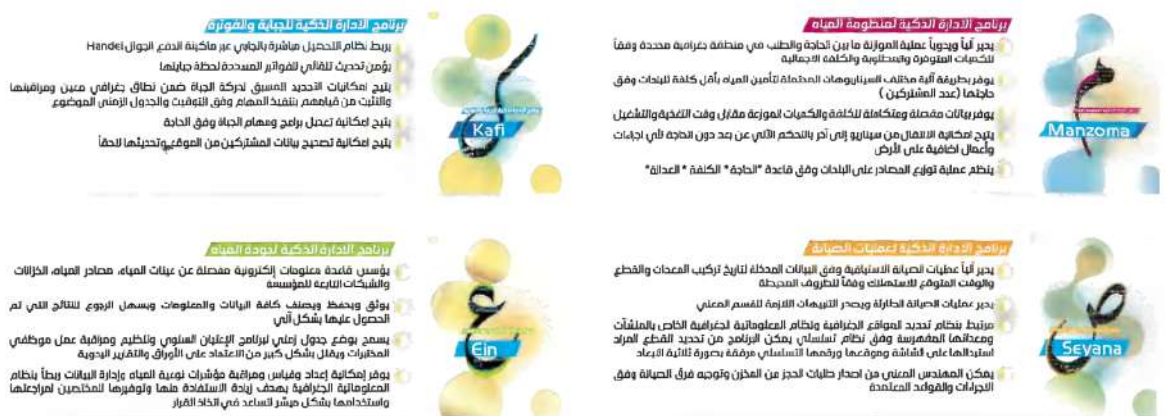 برنامج الادارة الذكية لمنظومة المياه
يدير آلياً ويدوياً عملية الموازنة ما بين الحاجة والطلب في منطقة جغرافية محددة وفقاً
للكميات المتوفرة والمطلوبة والكلفة الاجمالية
يوفر بطريقة آلية مختلف السيناريوهات المحتملة لتأمين المياه بأقل كلفة للبلدات وفق
حاجتها (عدد المشتركين )
يوفر بيانات مفصلة ومتكاملة للكلفة والكميات الموزعة مقابل وقت التغذية والتشغيل
يتيح امكانية الانتقال من سيناريو إلى آخر بالتحكم الآلي عن بعد دون الحاجة لأي اجراءات
وأعمال اضافية على الأرض
ينظم عملية توزيع المصادر على البلدات وفق قاعدة "الحاجة* الكلفة * العدالة"
Manzoma
برنامج الادارة الذكية للجباية والفوترة
يربط نظام التحصيل مباشرة بالجابي عبر ماكينة الدفع الجوال Handel
يؤمن تحديث تلقائي للفواتير المسددة لحظة جبايتها
يتيح امكانيات التحديد المسبق لحركة الجباة ضمن نطاق جغرافي معين ومراقبتها
والتثبت من قيامهم بتنفيذ المهام وفق التوقيت والجدول الزمني الموضوع
يتيح امكانية تعديل برامج ومهام الجباة وفق الحاجة
يتيح امكانية تصحيح بيانات المشتركين من الموقع وتحديثها لاحقاً
Kafi
برنامج الادارة الذكية لعمليات الصيانة
يدير آلياً عمليات الصيانة الاستباقية وفق البيانات المدخلة لتاريخ تركيب المعدات والقطع
والوقت المتوقع للاستهلاك وفقاً للظروف المحيطة
يدير عمليات الصيانة الطارئة ويصدر التنبيهات اللازمة للقسم المعني
مرتبط بنظام تحديد المواقع الجغرافية ونظام المعلوماتية الجغرافية الخاص بالمنشآت
ومعداتها المفهرسة وفق نظام تسلسلي يمكن البرنامج من تحديد القطع المراد
استبدالها على الشاشة وموقعها ورقمها التسلسلي مرفقة بصورة ثلاثية الابعاد
يمكن المهندس المعني من اصدار طلبات الحجز من المخزن وتوجيه فرق الصيانة وفق
الاجراءات والقواعد المعتمدة
Seyana
برنامج الادارة الذكية لجودة المياه
يؤسس قاعدة معلومات إلكترونية مفصلة عن عينات المياه، مصادر المياه، الخزانات
والشبكات التابعة للمؤسسة
يوثق ويحفظ ويصنف كافة البيانات والمعلومات ويسهل الرجوع للنتائج التي تم
الحصول عليها بشكل آلي
يسمح بوضع جدول زمني لبرنامج الإعتيان السنوي وتنظيم ومراقبة عمل موظفي
المختبرات ويقلل بشكل كبير من الاعتماد على الأوراق والتقارير اليدوية
يوفر إمكانية إعداد وقياس ومراقبة مؤشرات نوعية المياه وإدارة البيانات ربطاً بنظام
المعلوماتية الجغرافية بهدف زيادة الاستفادة منها وتوفيرها للمختصين لمراجعتها
واستخدامها بشكل ميسّر لتساعد في اتخاذ القرار
Ein